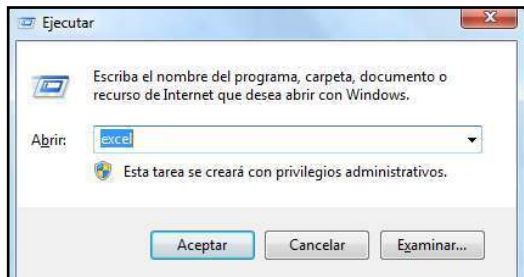 Ejecutar
Escriba el nombre del programa, carpeta, documento o
recurso de Internet que desea abrir con Windows.
Abrir: excel
Esta tarea se creará con privilegios administrativos.
Aceptar Cancelar Examinar...